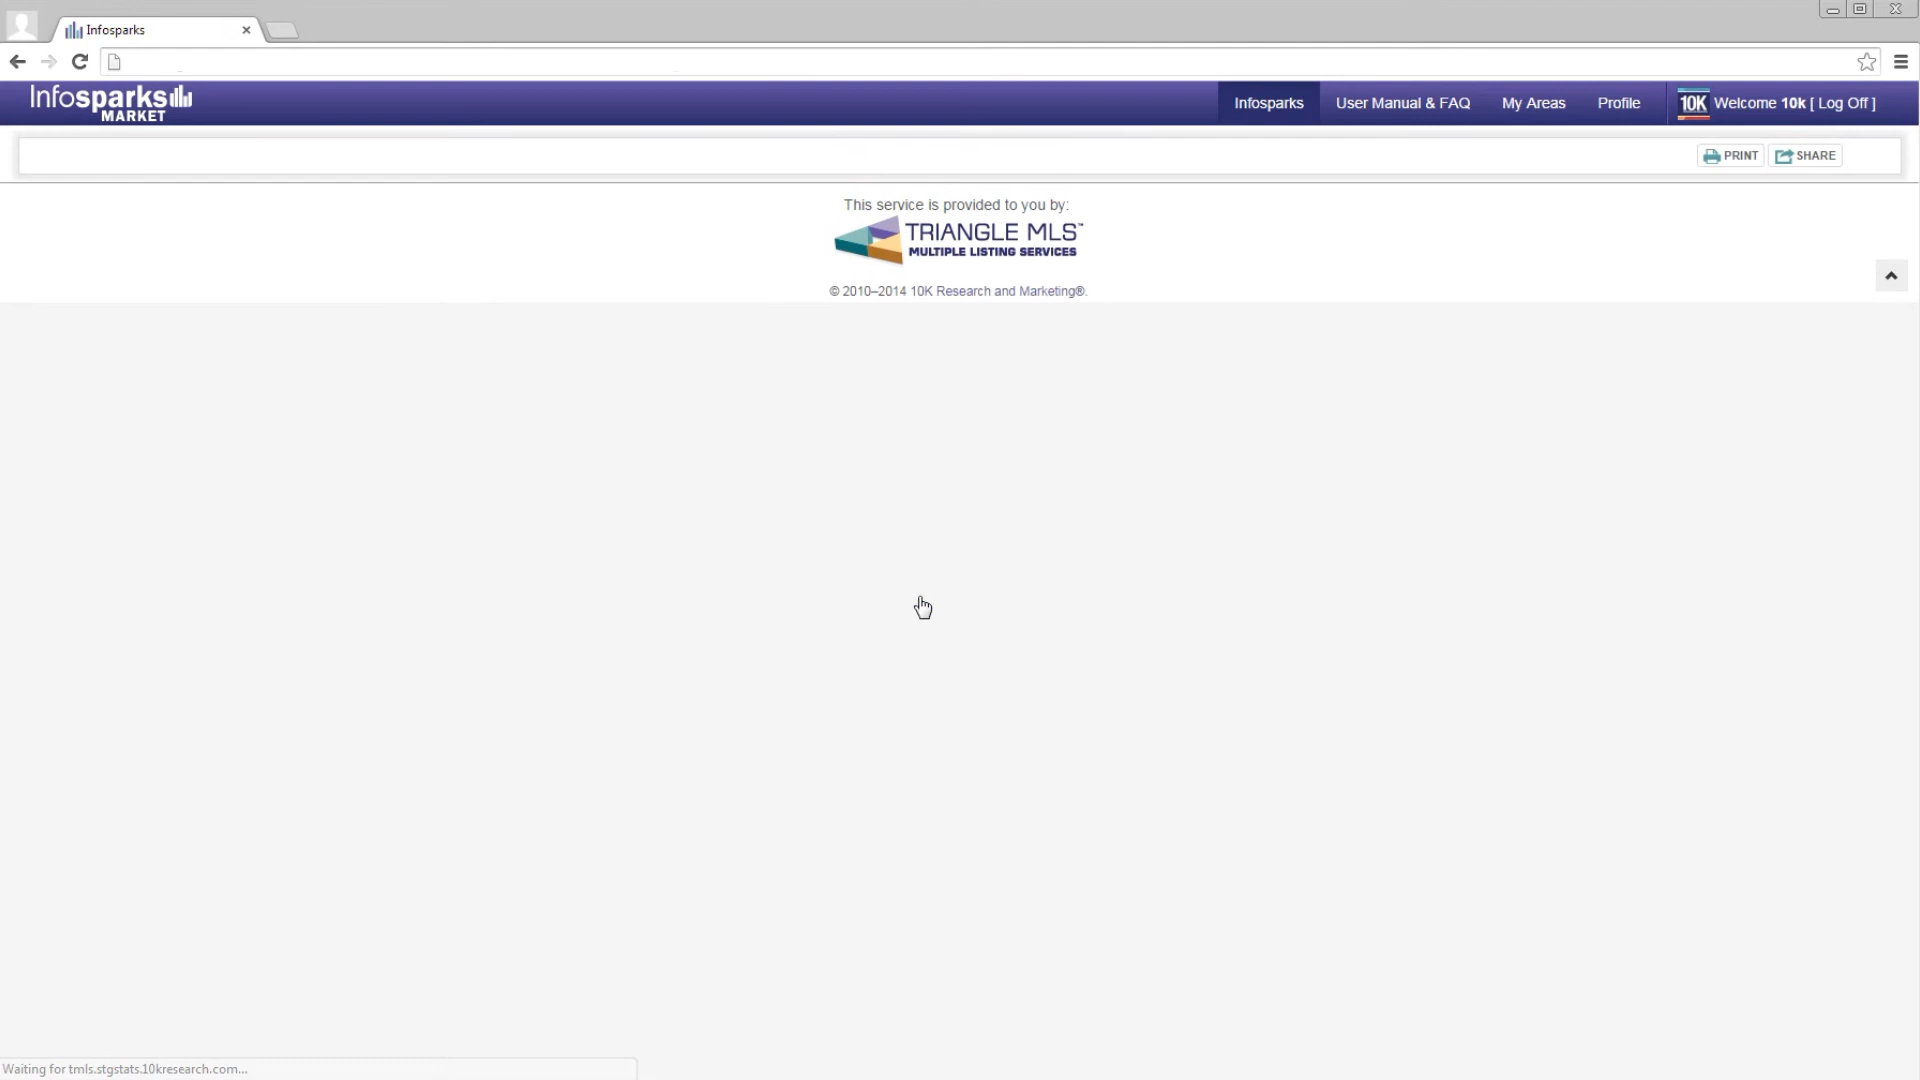 Infosparks
Infosparks
MARKET
Infosparks
User Manual & FAQ
My Areas
Profile
10K
Welcome 10k [ Log Off ]
PRINT
SHARE
This service is provided to you by:
TRIANGLE MLS™
MULTIPLE LISTING SERVICES
© 2010–2014 10K Research and Marketing®.
Waiting for tmls.stgstats.10kresearch.com...